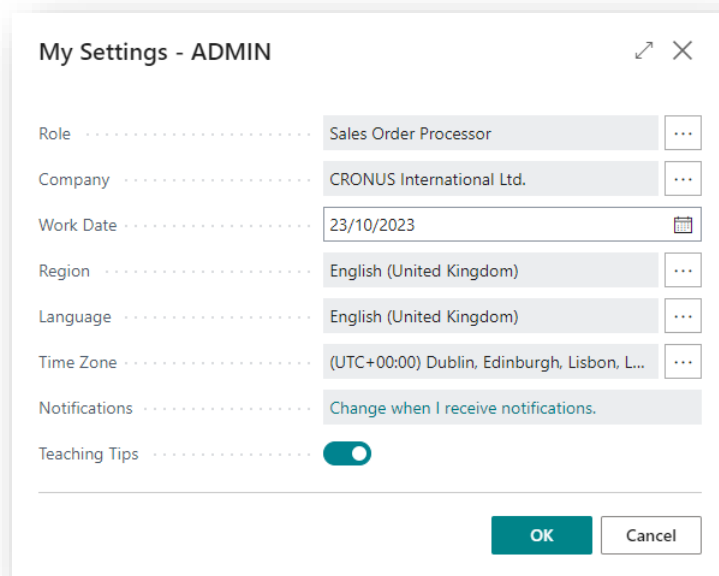 My Settings - ADMIN
Role Sales Order Processor ...
Company CRONUS International Ltd. ...
Work Date 23/10/2023
Region English (United Kingdom) ...
Language English (United Kingdom) ...
Time Zone (UTC+00:00) Dublin, Edinburgh, Lisbon, L... ...
Notifications Change when I receive notifications.
Teaching Tips
OK Cancel